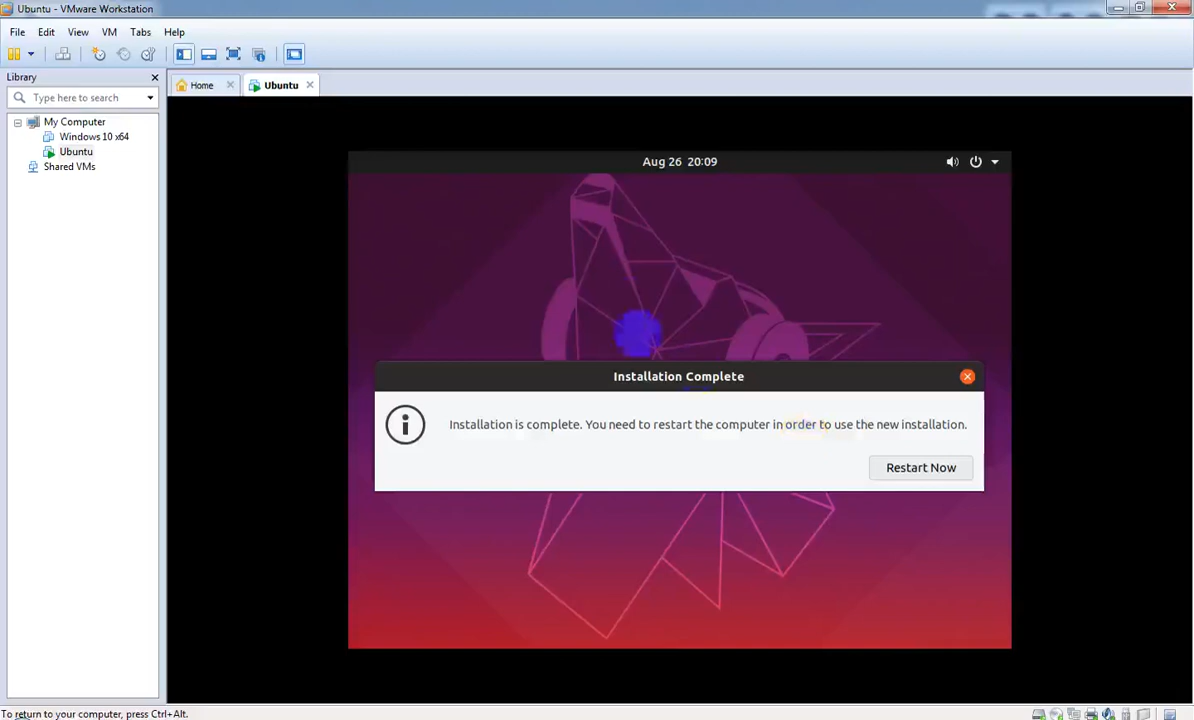 Ubuntu - VMware Workstation
File Edit View VM Tabs Help
Library
Home
Ubuntu
Type here to search
My Computer
Windows 10 x64
Ubuntu
Shared VMs
Aug 26 20:09
Installation Complete
Installation is complete. You need to restart the computer in order to use the new installation.
Restart Now
To return to your computer, press Ctrl+Alt.